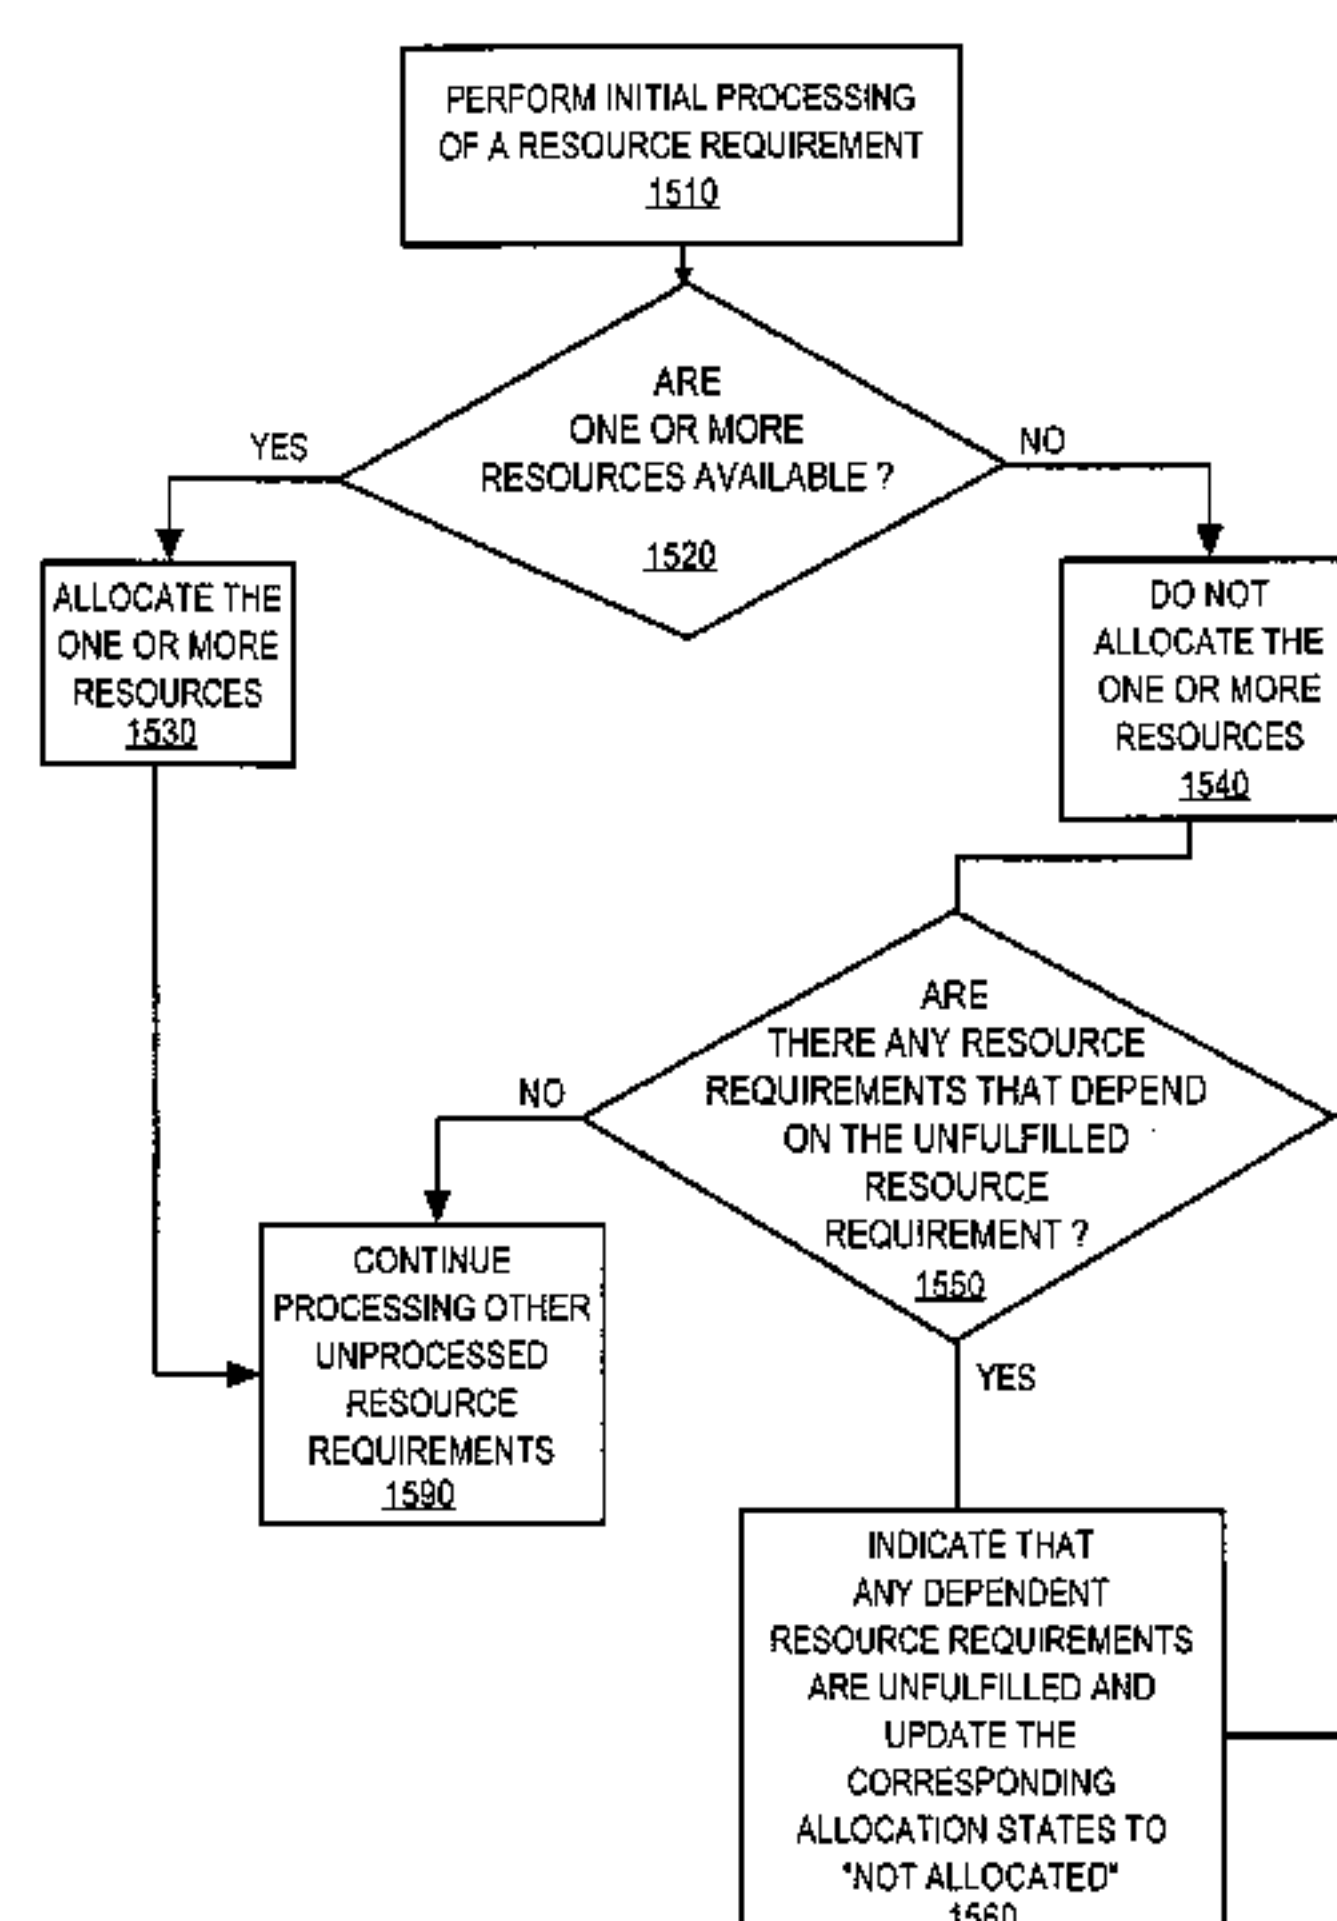 PERFORM INITIAL PROCESSING
OF A RESOURCE REQUIREMENT
1510
ARE
ONE OR MORE
RESOURCES AVAILABLE ?
1520
YES
NO
ALLOCATE THE
ONE OR MORE
RESOURCES
1530
DO NOT
ALLOCATE THE
ONE OR MORE
RESOURCES
1540
ARE
THERE ANY RESOURCE
REQUIREMENTS THAT DEPEND
ON THE UNFULFILLED
RESOURCE
REQUIREMENT ?
1550
NO
YES
CONTINUE
PROCESSING OTHER
UNPROCESSED
RESOURCE
REQUIREMENTS
1590
INDICATE THAT
ANY DEPENDENT
RESOURCE REQUIREMENTS
ARE UNFULFILLED AND
UPDATE THE
CORRESPONDING
ALLOCATION STATES TO
"NOT ALLOCATED"
1560